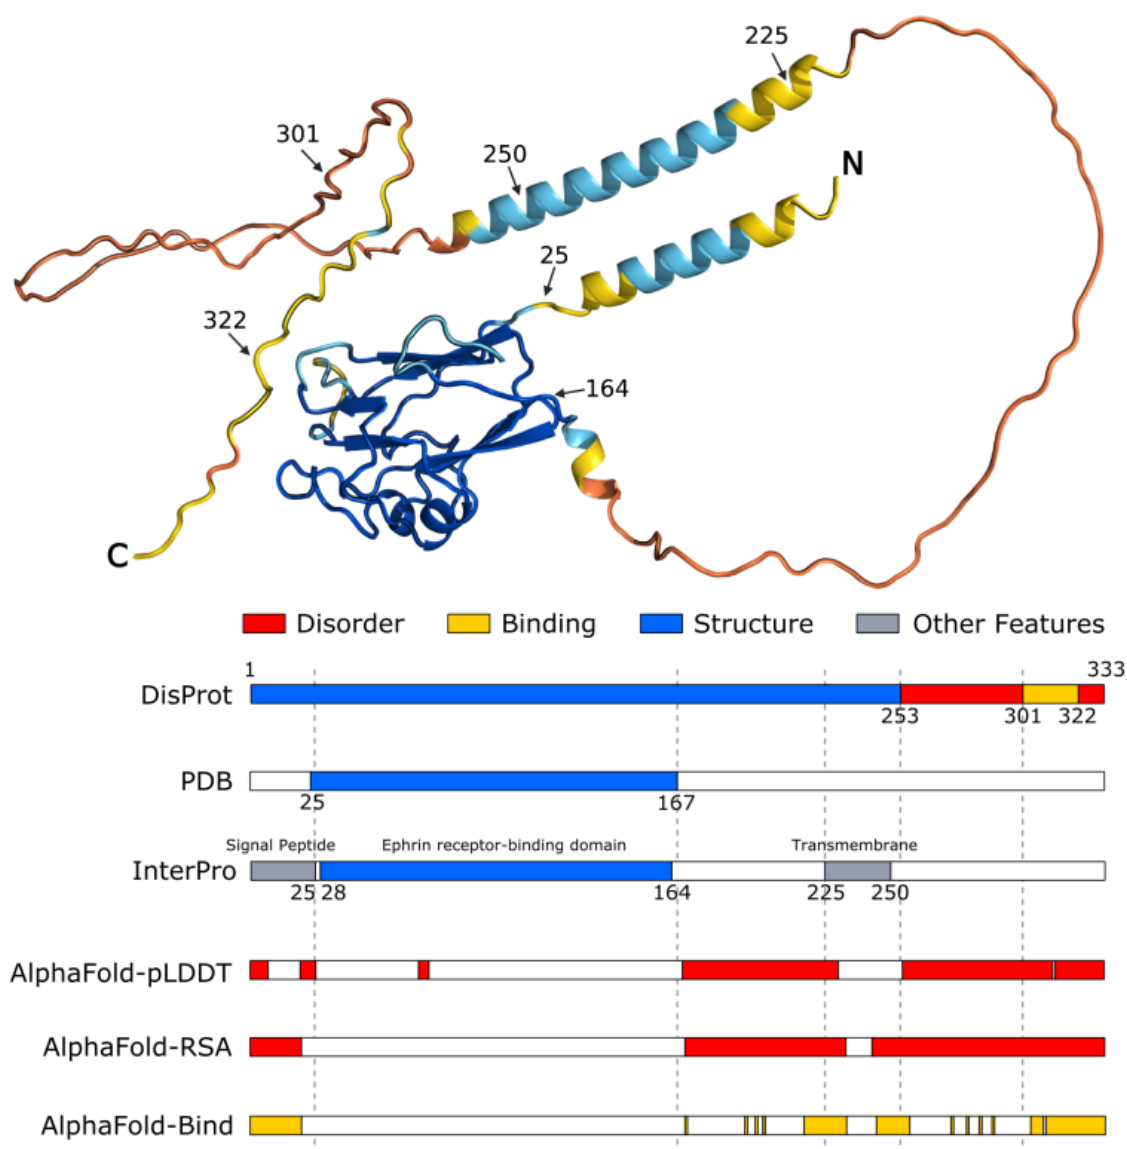 225
301
250
N
25
322
164
C
Disorder Binding Structure Other Features
1 333
DisProt
253 301 322
PDB
25 167
Signal Peptide Ephrin receptor-binding domain Transmembrane
InterPro
25 28 164 225 250
AlphaFold-pLDDT
AlphaFold-RSA
AlphaFold-Bind